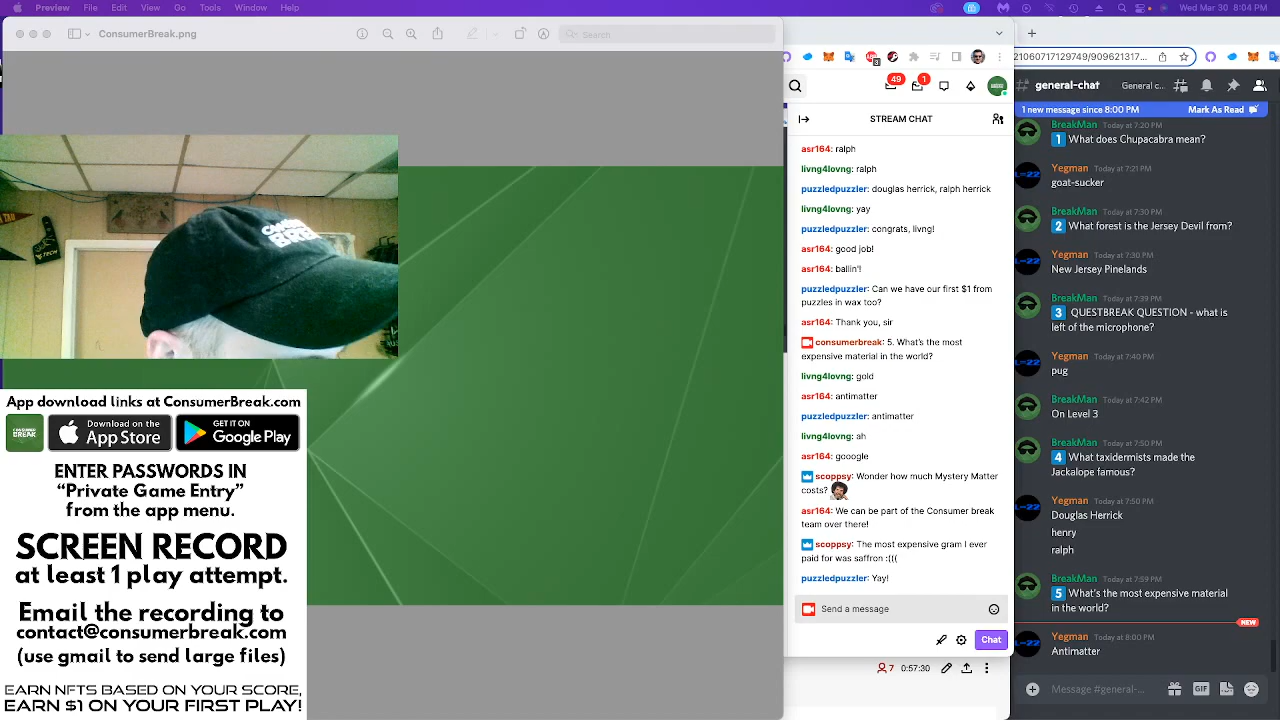 Preview File Edit View Go Tools Window Help
Wed Mar 30 8:04 PM
ConsumerBreak.png
Search
TECH
App download links at ConsumerBreak.com
CONSUMER
BREAK
Download on the
App Store
GET IT ON
Google Play
ENTER PASSWORDS IN
“Private Game Entry”
from the app menu.
SCREEN RECORD
at least 1 play attempt.
Email the recording to
contact@consumerbreak.com
(use gmail to send large files)
EARN NFTS BASED ON YOUR SCORE,
EARN $1 ON YOUR FIRST PLAY!
3
49
1
STREAM CHAT
asr164: ralph
livng4lovng: ralph
puzzledpuzzler: douglas herrick, ralph herrick
livng4lovng: yay
puzzledpuzzler: congrats, livng!
asr164: good job!
asr164: ballin'!
puzzledpuzzler: Can we have our first $1 from
puzzles in wax too?
asr164: Thank you, sir
consumerbreak: 5. What's the most
expensive material in the world?
livng4lovng: gold
asr164: antimatter
puzzledpuzzler: antimatter
livng4lovng: ah
asr164: gooogle
scoppsy: Wonder how much Mystery Matter
costs?
asr164: We can be part of the Consumer break
team over there!
scoppsy: The most expensive gram I ever
paid for was saffron :(((
puzzledpuzzler: Yay!
Send a message
Chat
7 0:57:30
21060717129749/909621317...
general-chat
General c...
1 new message since 8:00 PM Mark As Read
BreakMan Today at 7:20 PM
1 What does Chupacabra mean?
Yegman Today at 7:21 PM
goat-sucker
BreakMan Today at 7:30 PM
2 What forest is the Jersey Devil from?
Yegman Today at 7:30 PM
New Jersey Pinelands
BreakMan Today at 7:39 PM
3 QUESTBREAK QUESTION - what is
left of the microphone?
Yegman Today at 7:40 PM
pug
BreakMan Today at 7:42 PM
On Level 3
BreakMan Today at 7:50 PM
4 What taxidermists made the
Jackalope famous?
Yegman Today at 7:50 PM
Douglas Herrick
henry
ralph
BreakMan Today at 7:59 PM
5 What's the most expensive material
in the world?
NEW
Yegman Today at 8:00 PM
Antimatter
Message #general-...
GIF